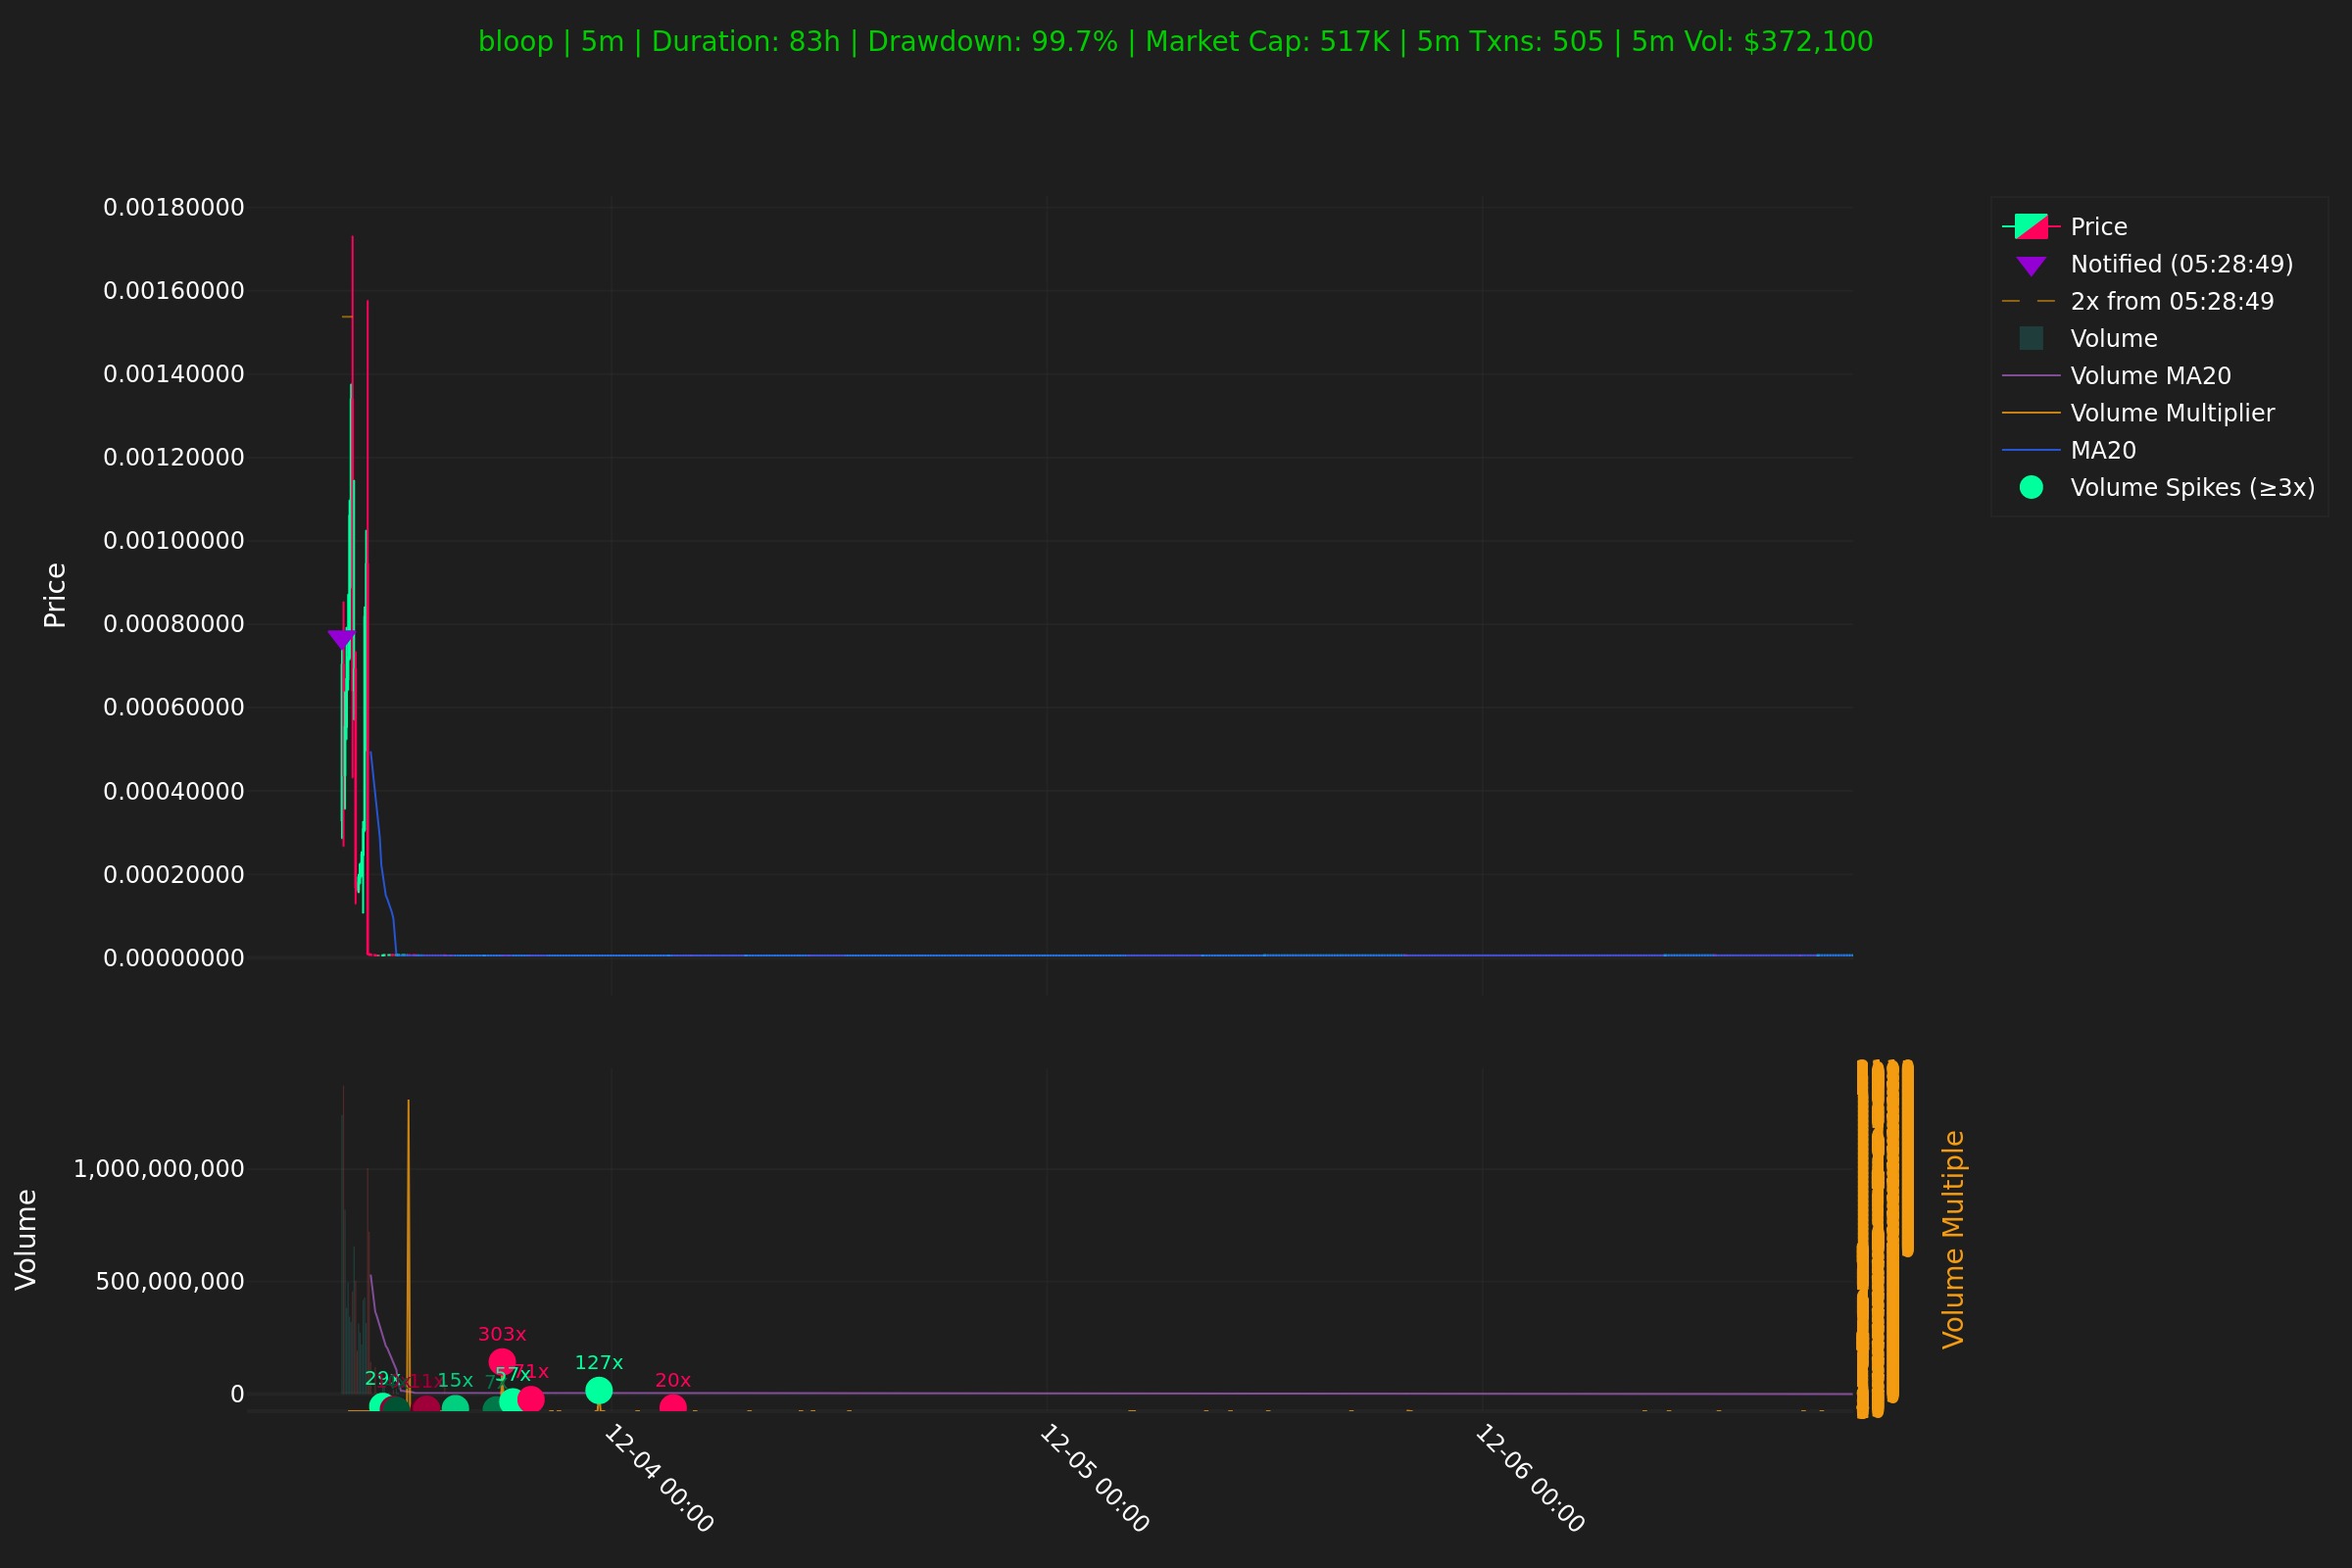 bloop | 5m | Duration: 83h | Drawdown: 99.7% | Market Cap: 517K | 5m Txns: 505 | 5m Vol: $372,100
0.00180000
0.00160000
0.00140000
0.00120000
0.00100000
0.00080000
0.00060000
0.00040000
0.00020000
0.00000000
Price
Price
Notified (05:28:49)
2x from 05:28:49
Volume
Volume MA20
Volume Multiplier
MA20
Volume Spikes (≥3x)
1,000,000,000
500,000,000
0
Volume
303x
29x
11x
15x
57x
71x
127x
20x
Volume Multiple
12-04 00:00
12-05 00:00
12-06 00:00